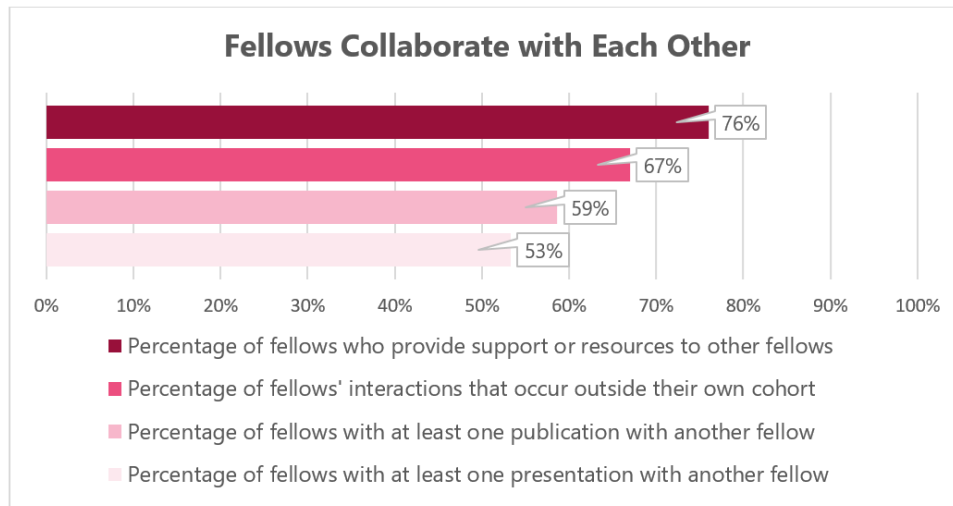 Fellows Collaborate with Each Other
76%
67%
59%
53%
0% 10% 20% 30% 40% 50% 60% 70% 80% 90% 100%
Percentage of fellows who provide support or resources to other fellows
Percentage of fellows' interactions that occur outside their own cohort
Percentage of fellows with at least one publication with another fellow
Percentage of fellows with at least one presentation with another fellow